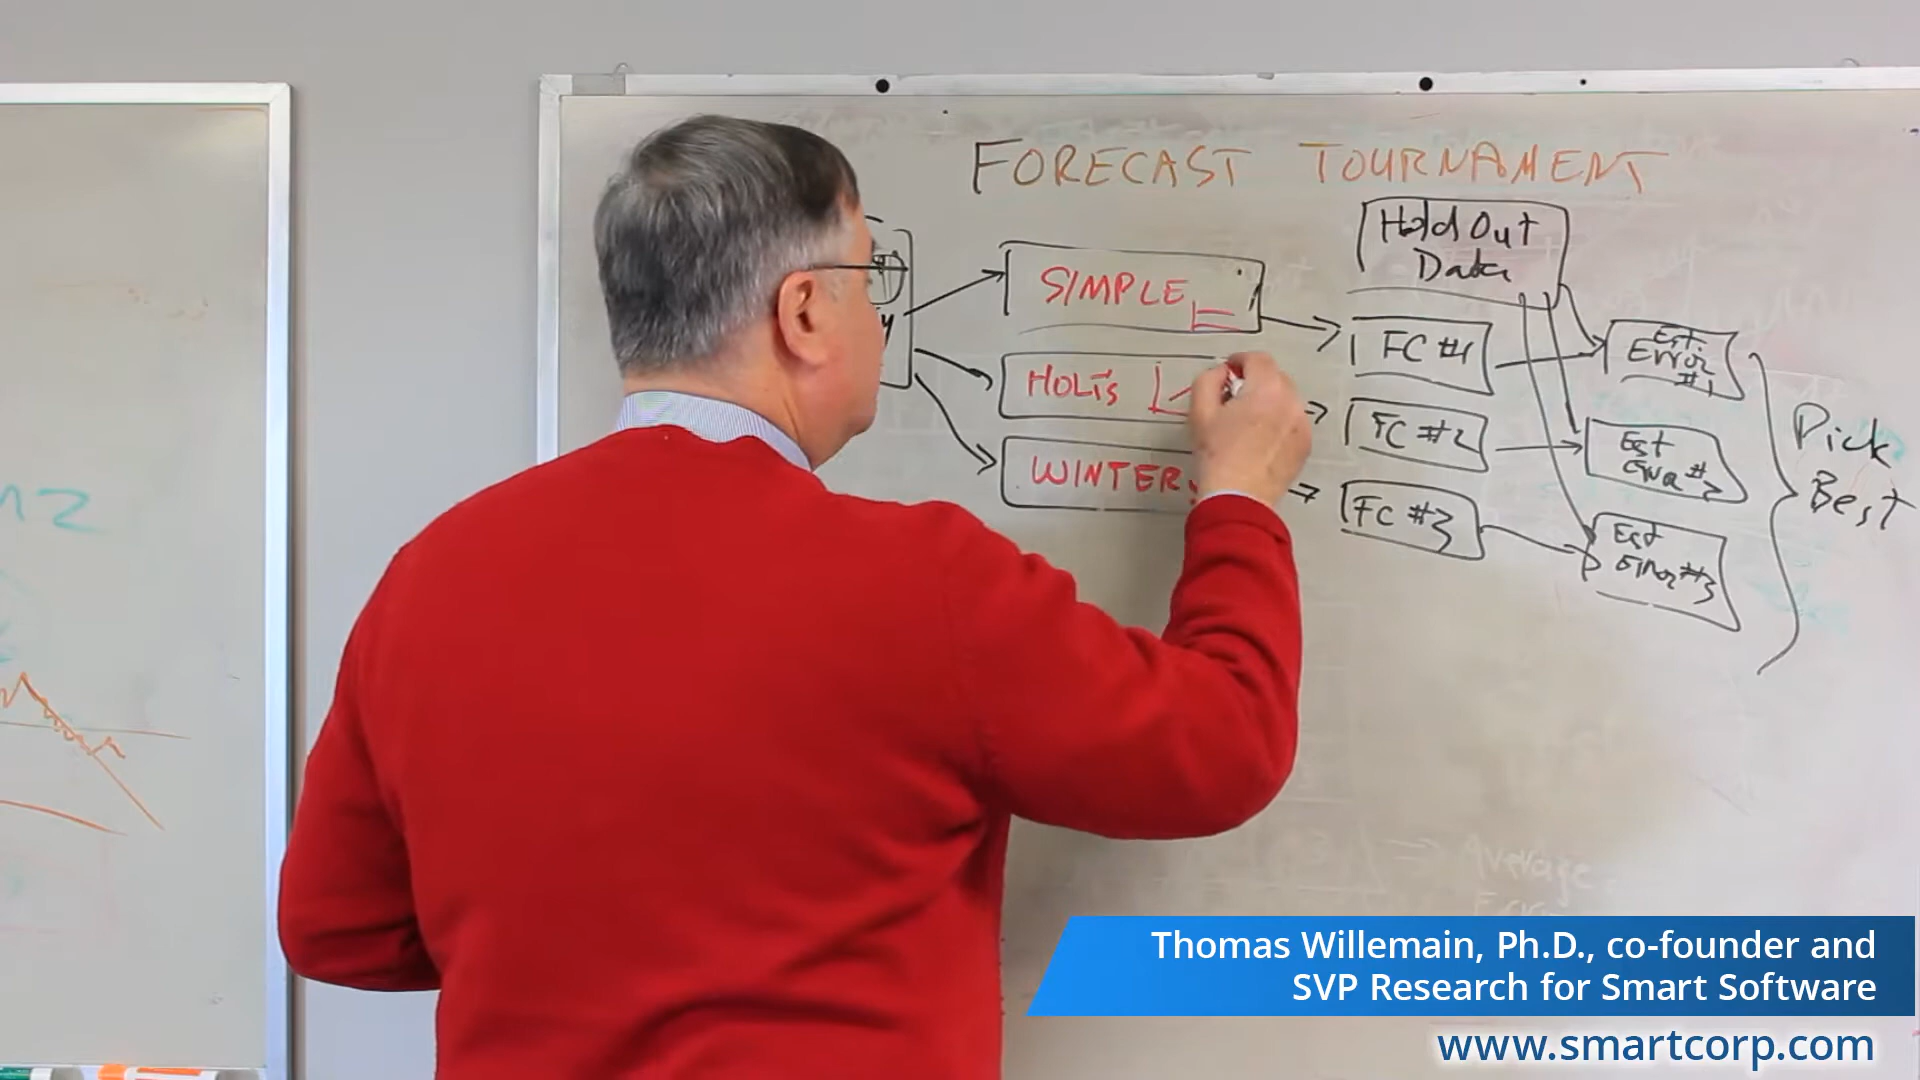 FORECAST TOURNAMENT
Hold Out
Data
SIMPLE
HOLT'S
WINTER
FC #1
FC #2
FC #3
Est.
Error
#1
Est
Error #2
Est
Error #3
Pick
Best
Average
Thomas Willemain, Ph.D., co-founder and
SVP Research for Smart Software
www.smartcorp.com